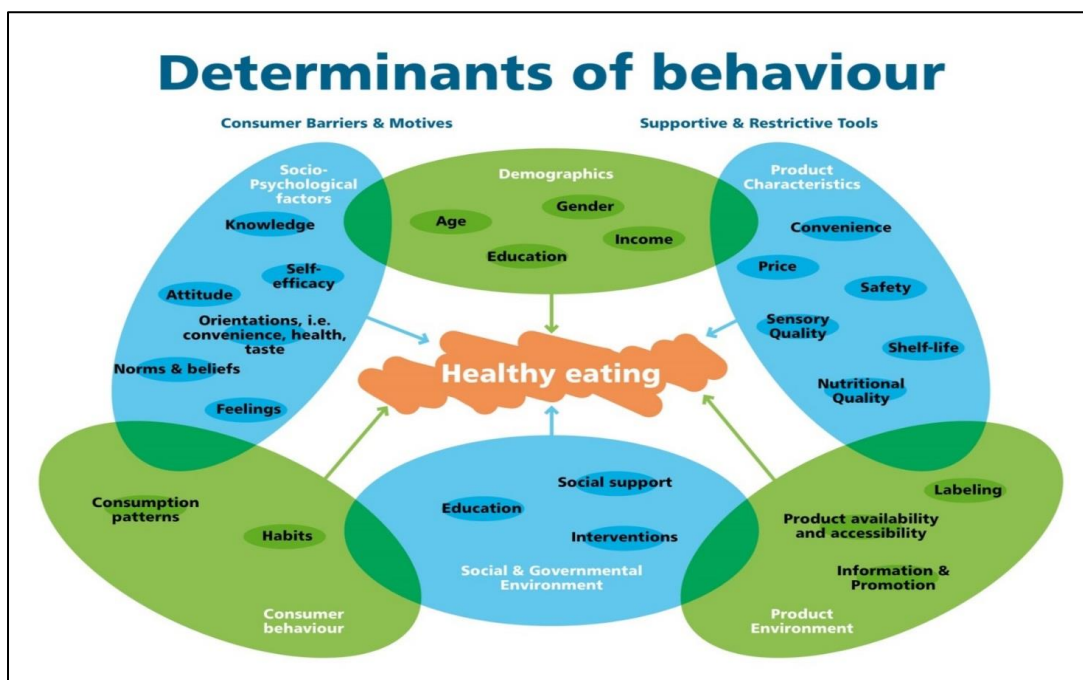 Determinants of behaviour
Consumer Barriers & Motives
Supportive & Restrictive Tools
Socio-
Psychological
factors
Knowledge
Self-
efficacy
Attitude
Orientations, i.e.
convenience, health,
taste
Norms & beliefs
Feelings
Demographics
Age
Gender
Education
Income
Product
Characteristics
Convenience
Price
Safety
Sensory
Quality
Shelf-life
Nutritional
Quality
Healthy eating
Consumption
patterns
Habits
Consumer
behaviour
Social support
Education
Interventions
Social & Governmental
Environment
Labeling
Product availability
and accessibility
Information &
Promotion
Product
Environment